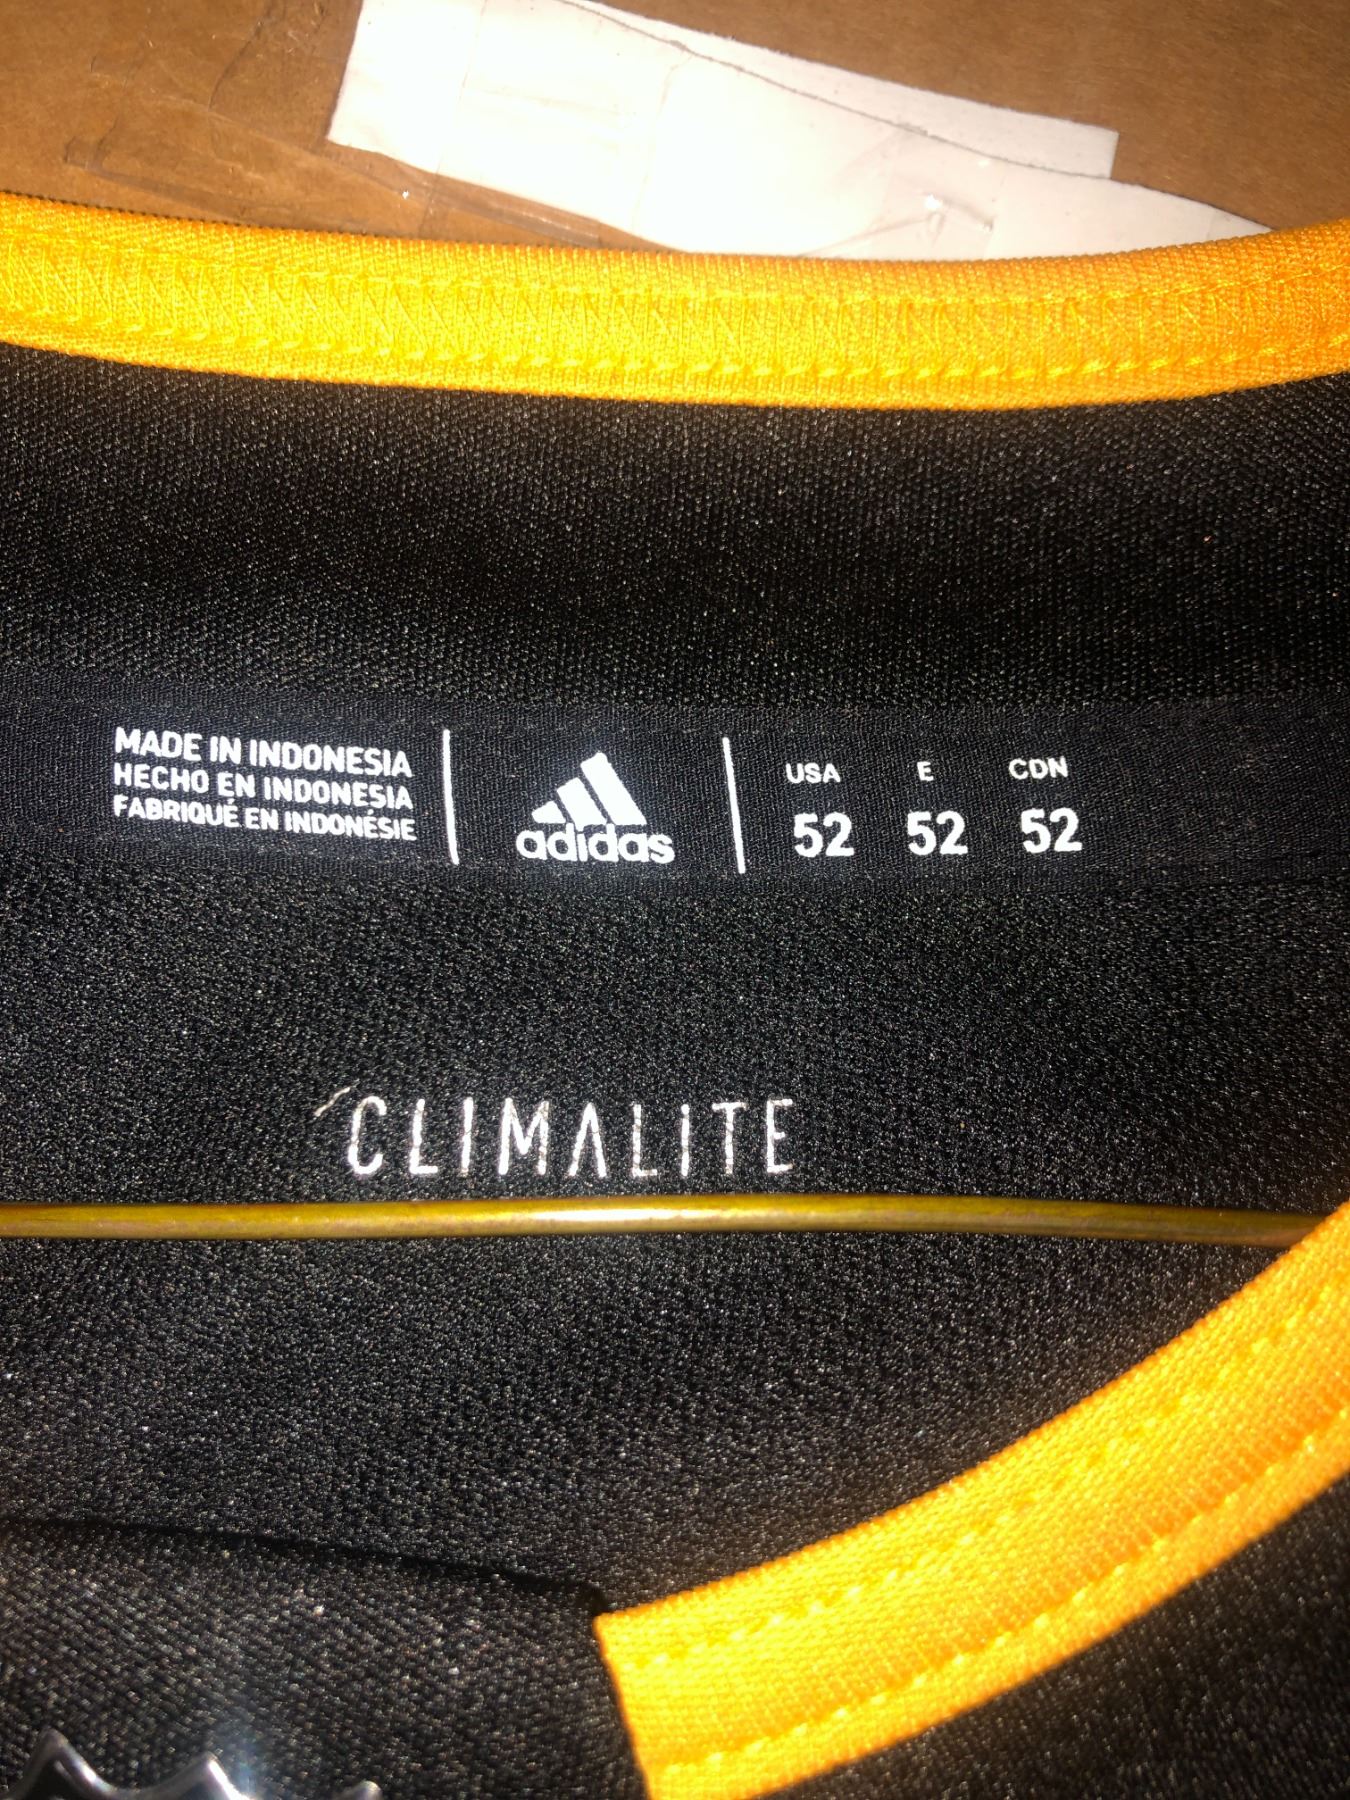 MADE IN INDONESIA
HECHO EN INDONESIA
FABRIQUÉ EN INDONÉSIE
adidas
USA E CDN
52 52 52
CLIMALITE